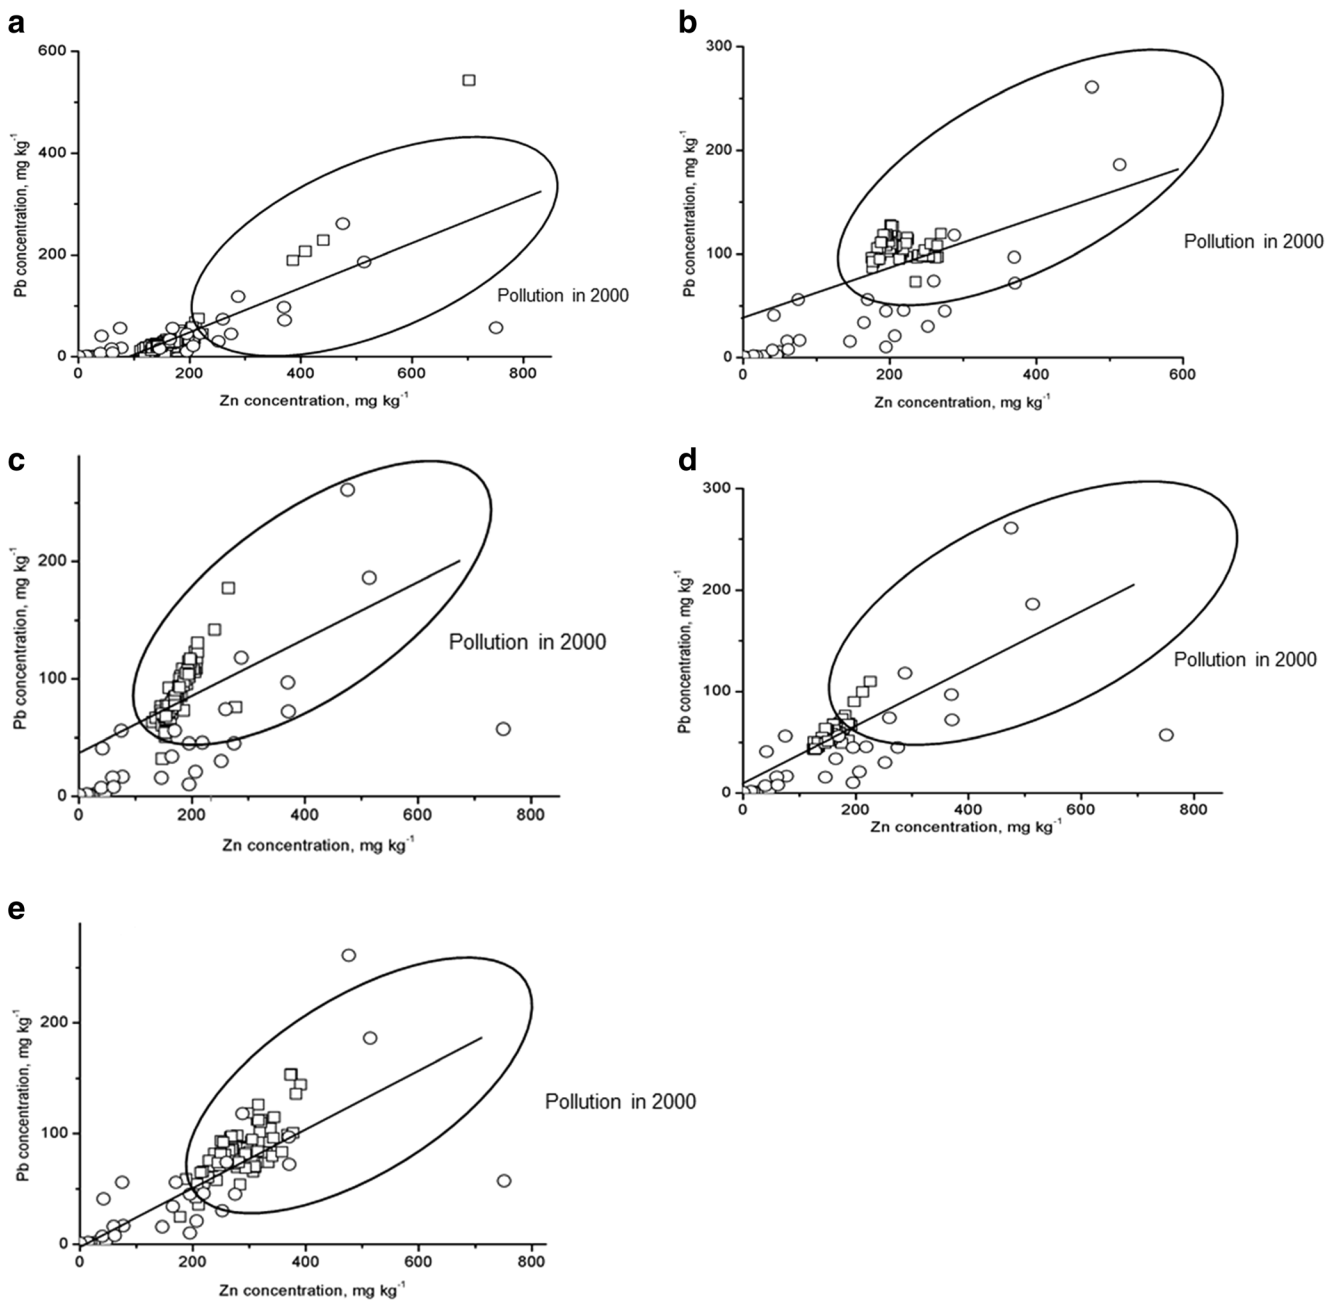 a
600
400
200
0
0 200 400 600 800
Pb concentration, mg kg⁻¹
Zn concentration, mg kg⁻¹
Pollution in 2000
b
300
200
100
0
0 200 400 600
Pb concentration, mg kg⁻¹
Zn concentration, mg kg⁻¹
Pollution in 2000
c
200
100
0
0 200 400 600 800
Pb concentration, mg kg⁻¹
Zn concentration, mg kg⁻¹
Pollution in 2000
d
300
200
100
0
0 200 400 600 800
Pb concentration, mg kg⁻¹
Zn concentration, mg kg⁻¹
Pollution in 2000
e
200
100
0
0 200 400 600 800
Pb concentration, mg kg⁻¹
Zn concentration, mg kg⁻¹
Pollution in 2000